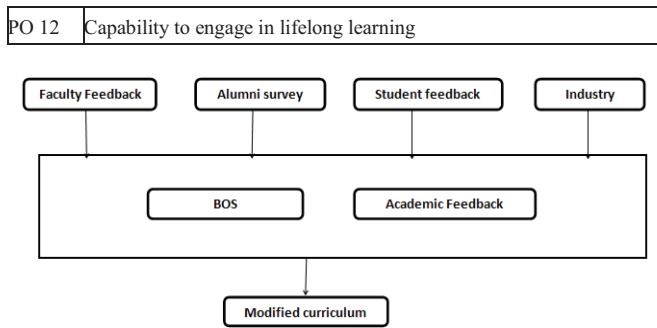 PO 12 Capability to engage in lifelong learning
Faculty Feedback Alumni survey Student feedback Industry
BOS Academic Feedback
Modified curriculum